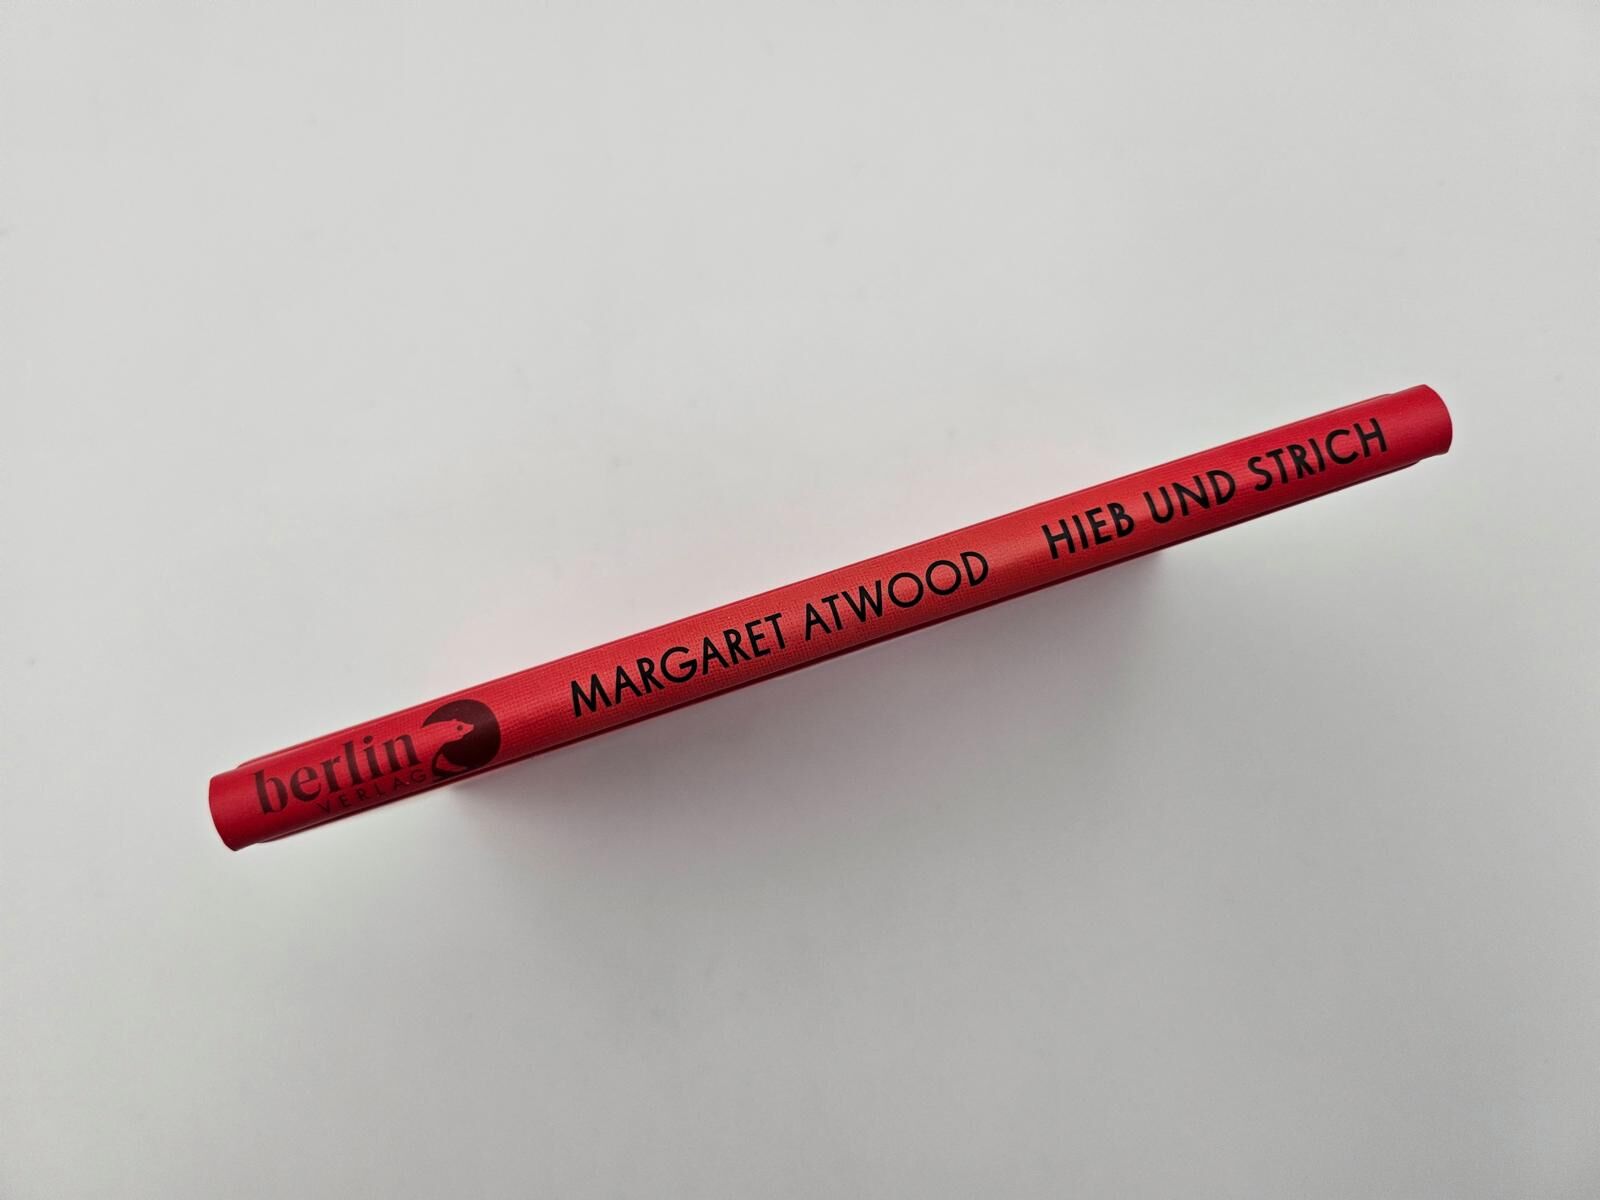 berlin
VERLAG
MARGARET ATWOOD HIEB UND STRICH